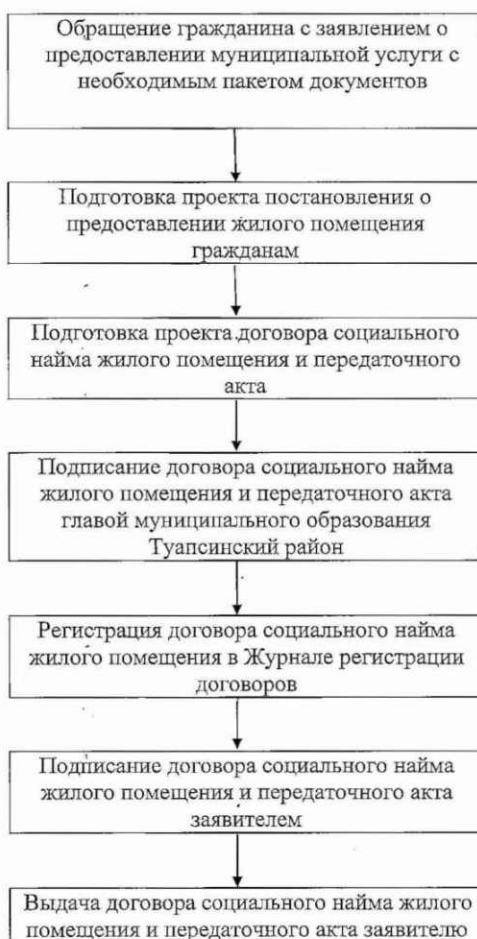 Обращение гражданина с заявлением о
предоставлении муниципальной услуги с
необходимым пакетом документов
Подготовка проекта постановления о
предоставлении жилого помещения
гражданам
Подготовка проекта договора социального
найма жилого помещения и передаточного
акта
Подписание договора социального найма
жилого помещения и передаточного акта
главой муниципального образования
Туапсинский район
Регистрация договора социального найма
жилого помещения в Журнале регистрации
договоров
Подписание договора социального найма
жилого помещения и передаточного акта
заявителем
Выдача договора социального найма жилого
помещения и передаточного акта заявителю